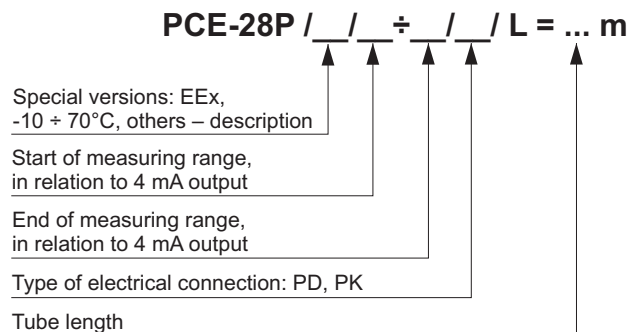 PCE-28P /__/__÷__/__/ L = ... m
Special versions: EEx,
-10 ÷ 70°C, others – description
Start of measuring range,
in relation to 4 mA output
End of measuring range,
in relation to 4 mA output
Type of electrical connection: PD, PK
Tube length